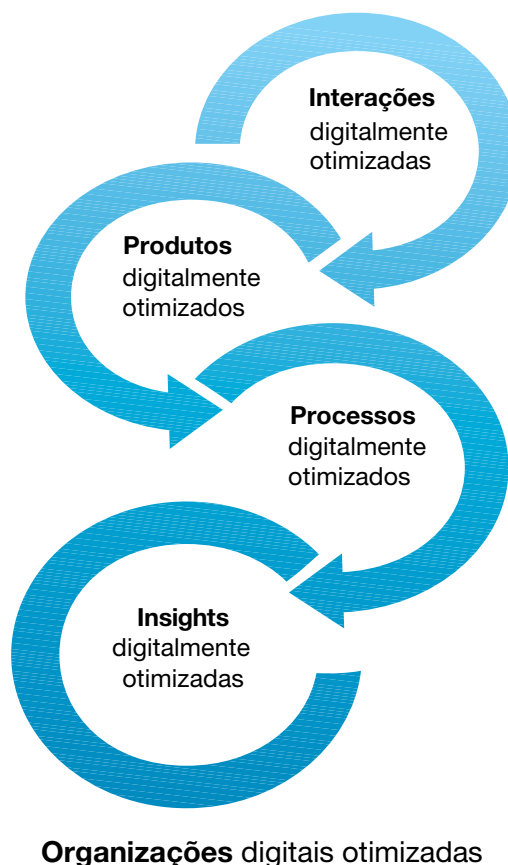 Interações
digitalmente
otimizadas
Produtos
digitalmente
otimizados
Processos
digitalmente
otimizados
Insights
digitalmente
otimizadas
Organizações digitais otimizadas